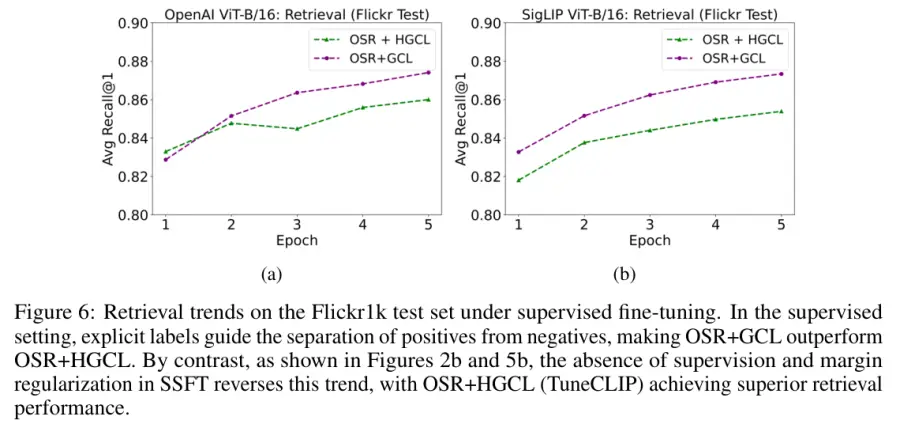 OpenAI ViT-B/16: Retrieval (Flickr Test)
0.90
0.88
0.86
0.84
0.82
0.80
Avg Recall@1
OSR + HGCL
OSR+GCL
1 2 3 4 5
Epoch
(a)
SigLIP ViT-B/16: Retrieval (Flickr Test)
0.90
0.88
0.86
0.84
0.82
0.80
Avg Recall@1
OSR + HGCL
OSR+GCL
1 2 3 4 5
Epoch
(b)
Figure 6: Retrieval trends on the Flickr1k test set under supervised fine-tuning. In the supervised
setting, explicit labels guide the separation of positives from negatives, making OSR+GCL outperform
OSR+HGCL. By contrast, as shown in Figures 2b and 5b, the absence of supervision and margin
regularization in SSFT reverses this trend, with OSR+HGCL (TuneCLIP) achieving superior retrieval
performance.